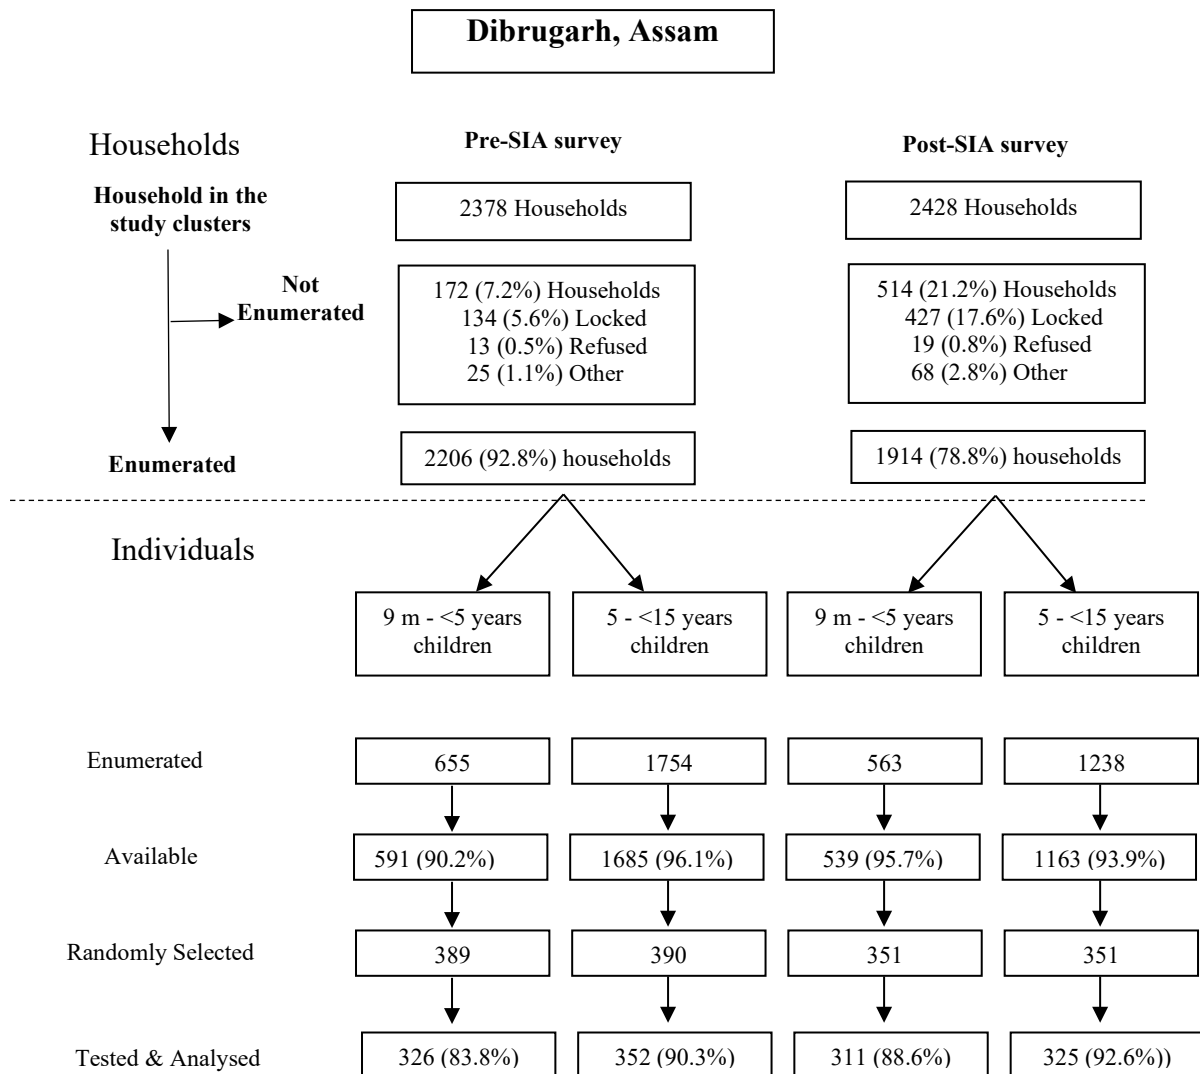 Dibrugarh, Assam
Households
Pre-SIA survey
Post-SIA survey
Household in the
study clusters
2378 Households
2428 Households
Not
Enumerated
172 (7.2%) Households
134 (5.6%) Locked
13 (0.5%) Refused
25 (1.1%) Other
514 (21.2%) Households
427 (17.6%) Locked
19 (0.8%) Refused
68 (2.8%) Other
Enumerated
2206 (92.8%) households
1914 (78.8%) households
Individuals
9 m - <5 years
children
5 - <15 years
children
9 m - <5 years
children
5 - <15 years
children
Enumerated
655
1754
563
1238
Available
591 (90.2%)
1685 (96.1%)
539 (95.7%)
1163 (93.9%)
Randomly Selected
389
390
351
351
Tested & Analysed
326 (83.8%)
352 (90.3%)
311 (88.6%)
325 (92.6%))